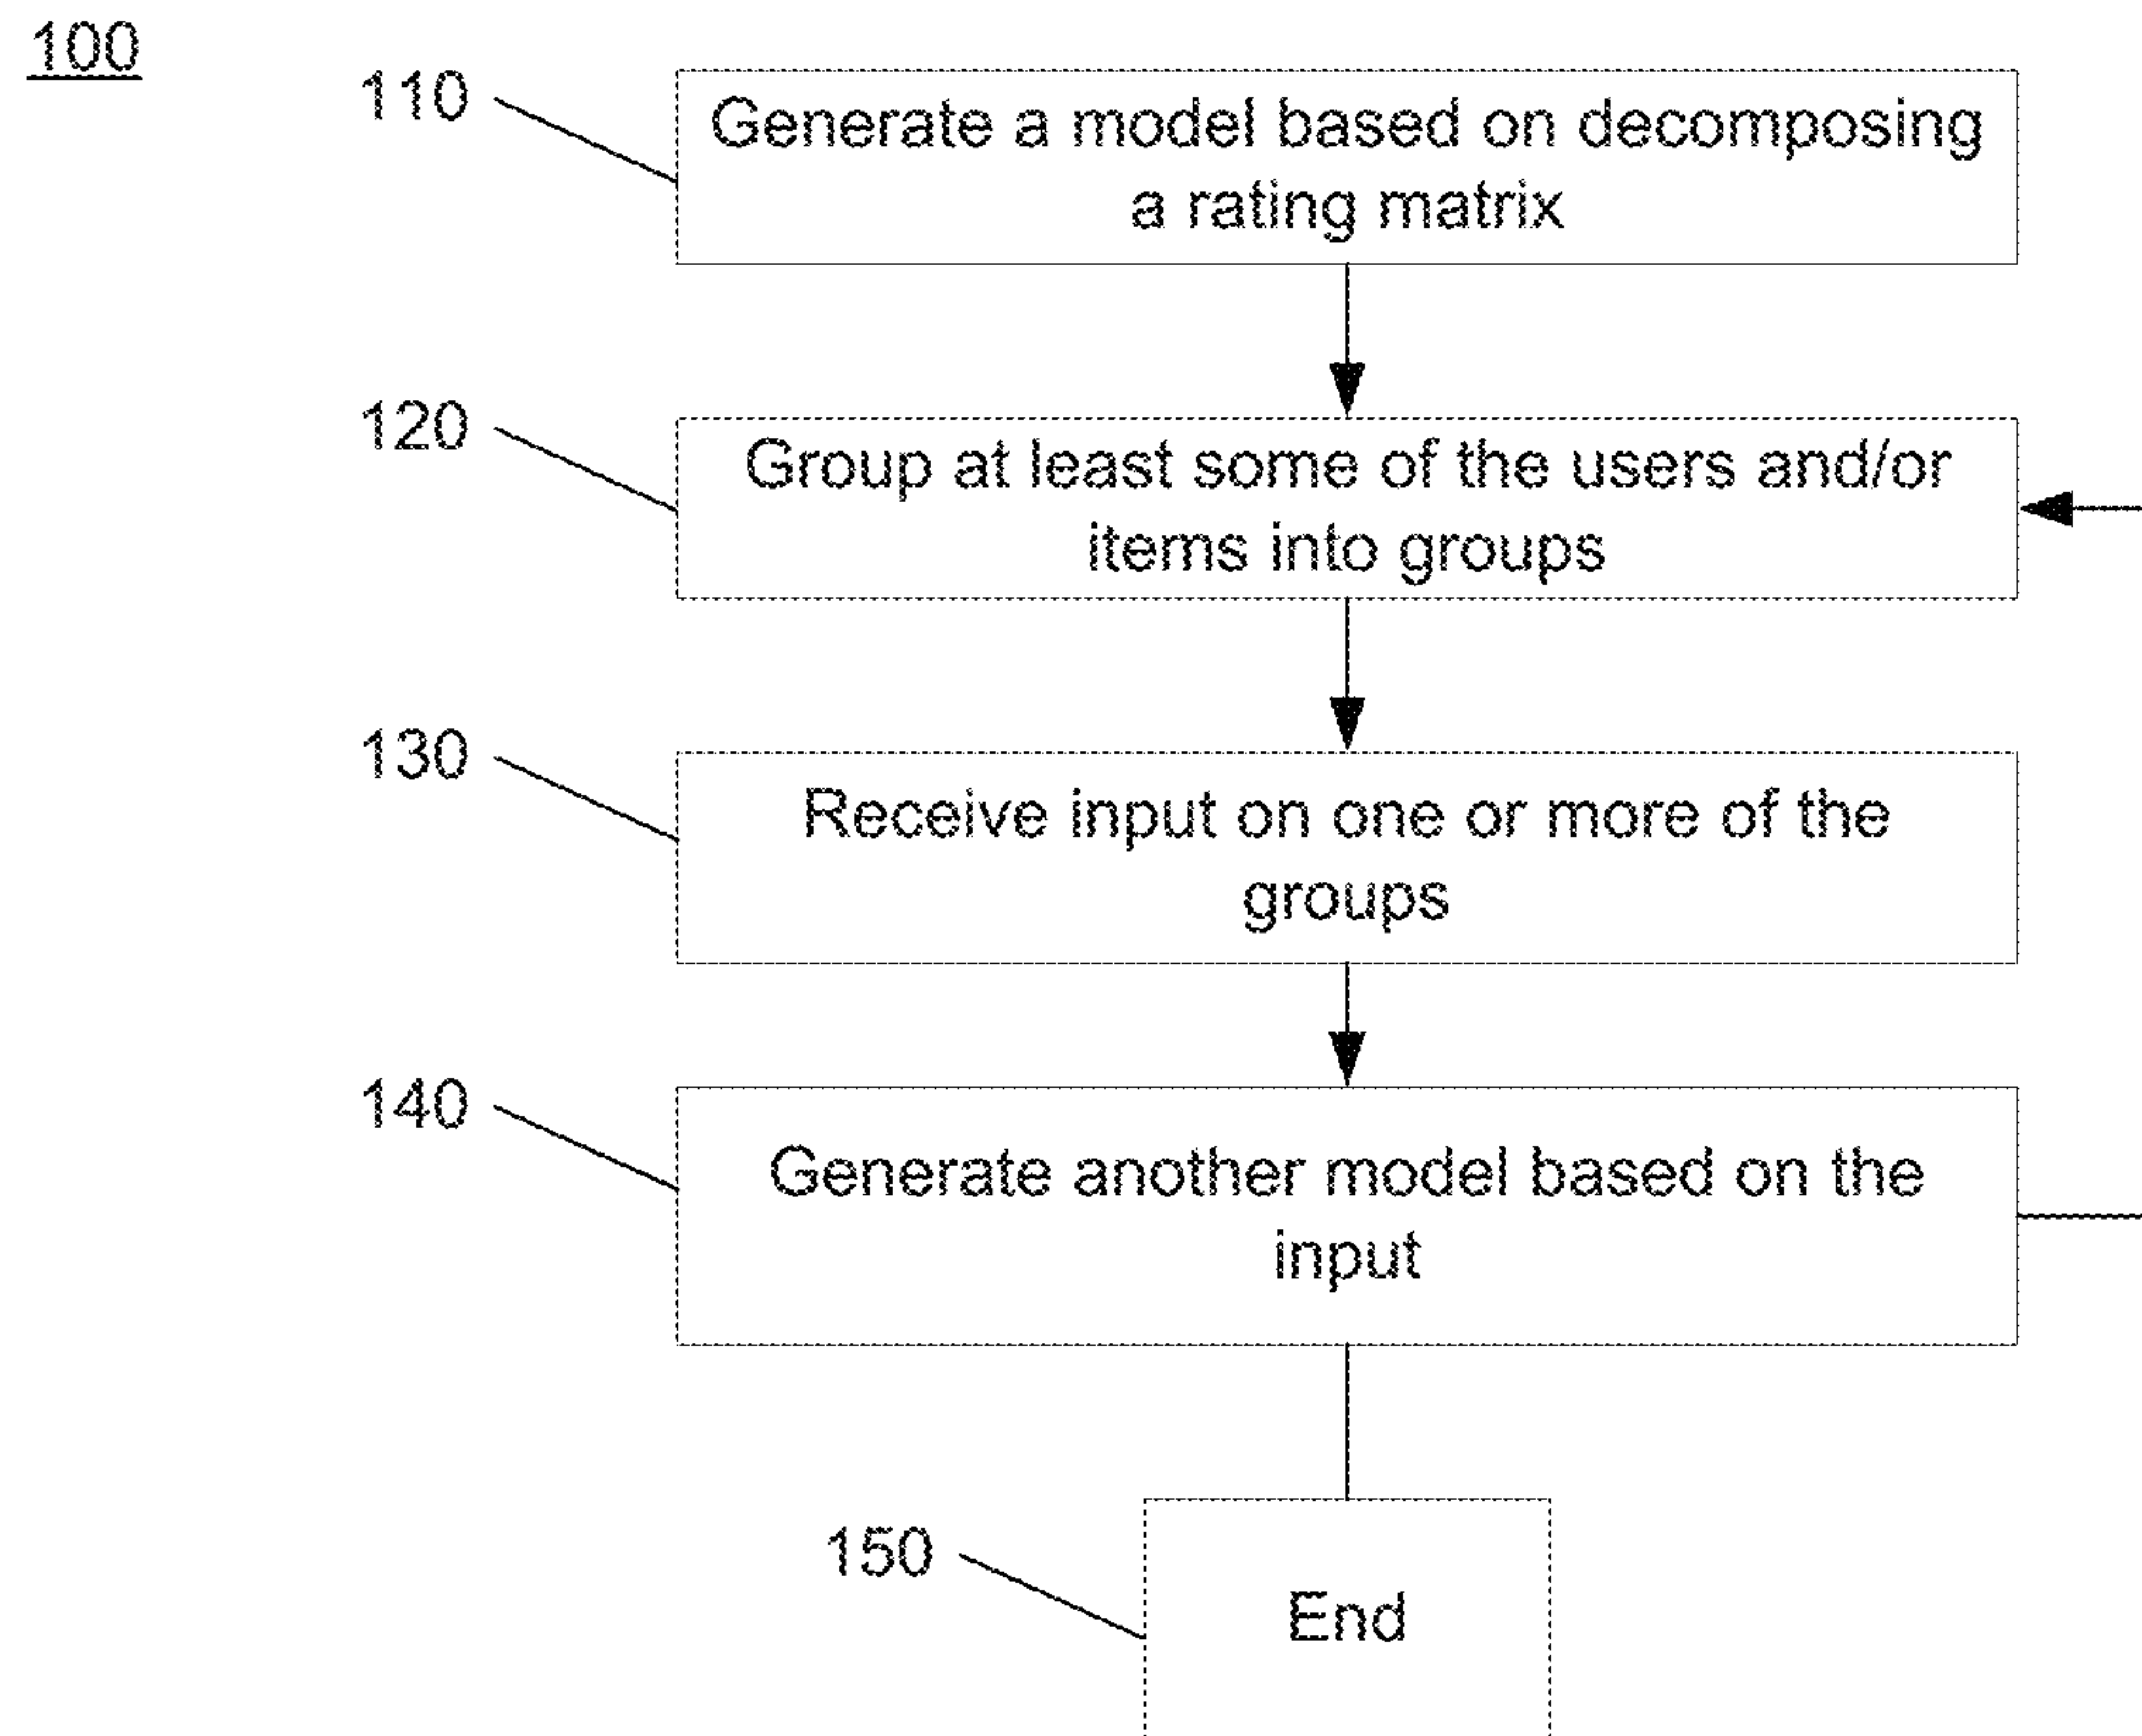 100
110
Generate a model based on decomposing
a rating matrix
120
Group at least some of the users and/or
items into groups
130
Receive input on one or more of the
groups
140
Generate another model based on the
input
150
End